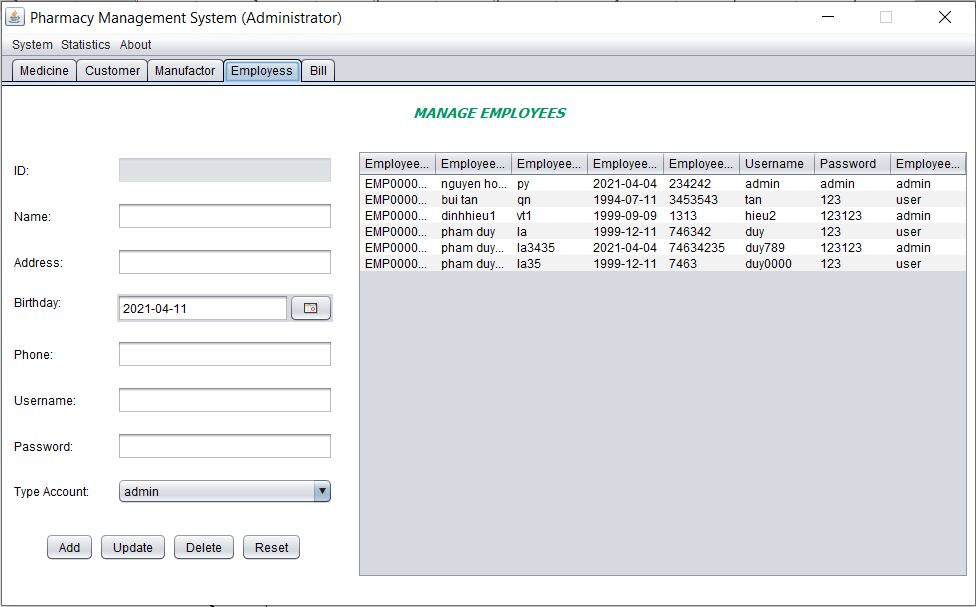 Pharmacy Management System (Administrator)
System Statistics About
Medicine Customer Manufactor Employess Bill
MANAGE EMPLOYEES
ID:
Name:
Address:
Birthday: 2021-04-11
Phone:
Username:
Password:
Type Account: admin
Add Update Delete Reset
Employee... Employee... Employee... Employee... Employee... Username Password Employee...
EMP0000... nguyen ho... py 2021-04-04 234242 admin admin admin
EMP0000... bui tan qn 1994-07-11 3453543 tan 123 user
EMP0000... dinhhieu1 vt1 1999-09-09 1313 hieu2 123123 admin
EMP0000... pham duy la 1999-12-11 746342 duy 123 user
EMP0000... pham duy... la3435 2021-04-04 74634235 duy789 123123 admin
EMP0000... pham duy... la35 1999-12-11 7463 duy0000 123 user